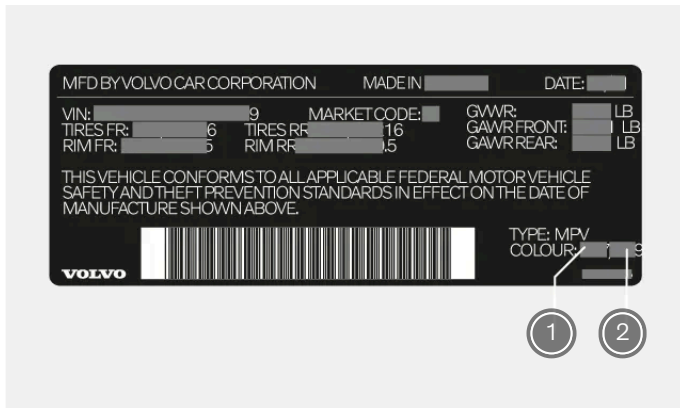 MFD BY VOLVO CAR CORPORATION MADE IN DATE:
VIN: 9 MARKET CODE: GVWR: LB
TIRES FR: 6 TIRES RR 16 GAWR FRONT: LB
RIM FR: 5 RIM RR .5 GAWR REAR: LB
THIS VEHICLE CONFORMS TO ALL APPLICABLE FEDERAL MOTOR VEHICLE
SAFETY AND THEFT PREVENTION STANDARDS IN EFFECT ON THE DATE OF
MANUFACTURE SHOWN ABOVE.
TYPE: MPV
COLOUR: 9
VOLVO
1 2